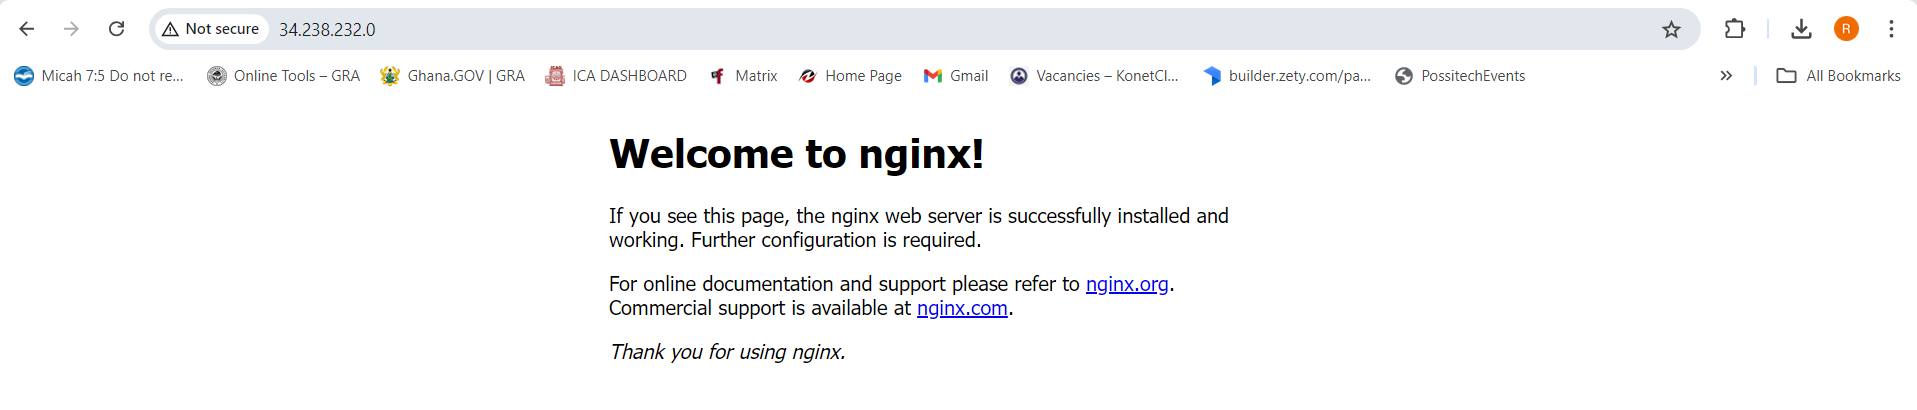 Not secure 34.238.232.0 R
Micah 7:5 Do not re... Online Tools – GRA Ghana.GOV | GRA ICA DASHBOARD Matrix Home Page Gmail Vacancies – KonetCl... builder.zety.com/pa... PossitechEvents » All Bookmarks
Welcome to nginx!
If you see this page, the nginx web server is successfully installed and
working. Further configuration is required.
For online documentation and support please refer to nginx.org.
Commercial support is available at nginx.com.
Thank you for using nginx.